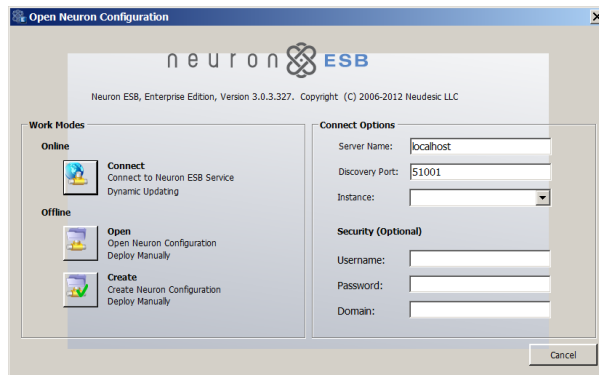 Open Neuron Configuration
neuron ESB
Neuron ESB, Enterprise Edition, Version 3.0.3.327. Copyright (C) 2006-2012 Neudesic LLC
Work Modes
Online
Connect
Connect to Neuron ESB Service
Dynamic Updating
Offline
Open
Open Neuron Configuration
Deploy Manually
Create
Create Neuron Configuration
Deploy Manually
Connect Options
Server Name: localhost
Discovery Port: 51001
Instance:
Security (Optional)
Username:
Password:
Domain:
Cancel